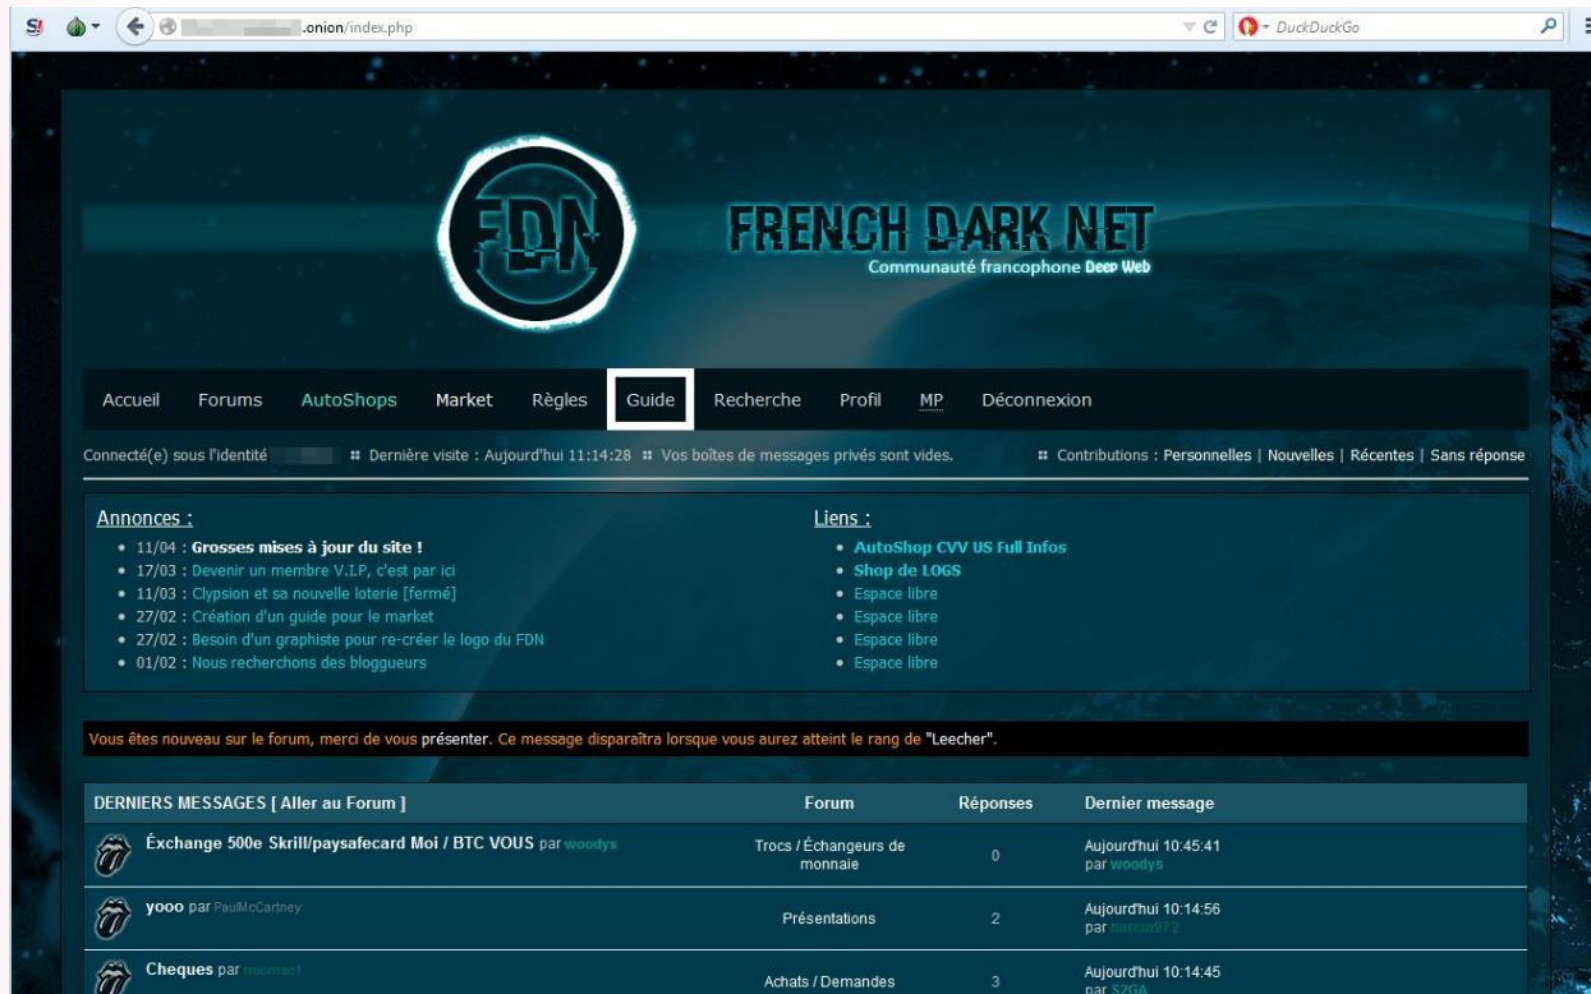 S!
.onion/index.php
DuckDuckGo
FDN
FRENCH DARK NET
Communauté francophone Deep Web
Accueil Forums AutoShops Market Règles Guide Recherche Profil MP Déconnexion
Connecté(e) sous l'identité
Dernière visite : Aujourd'hui 11:14:28
Vos boîtes de messages privés sont vides.
Contributions : Personnelles | Nouvelles | Récentes | Sans réponse
Annonces :
11/04 : Grosses mises à jour du site !
17/03 : Devenir un membre V.I.P, c'est par ici
11/03 : Clypsion et sa nouvelle loterie [fermé]
27/02 : Création d'un guide pour le market
27/02 : Besoin d'un graphiste pour re-créer le logo du FDN
01/02 : Nous recherchons des bloggueurs
Liens :
AutoShop CVV US Full Infos
Shop de LOGS
Espace libre
Espace libre
Espace libre
Espace libre
Vous êtes nouveau sur le forum, merci de vous présenter. Ce message disparaîtra lorsque vous aurez atteint le rang de "Leecher".
DERNIERS MESSAGES [ Aller au Forum ] Forum Réponses Dernier message
Éxchange 500e Skrill/paysafecard Moi / BTC VOUS par woodys
Trocs / Échangeurs de
monnaie
0
Aujourd'hui 10:45:41
par woodys
yooo par PaulMcCartney
Présentations
2
Aujourd'hui 10:14:56
par narcin972
Cheques par micmac1
Achats / Demandes
3
Aujourd'hui 10:14:45
par S2GA